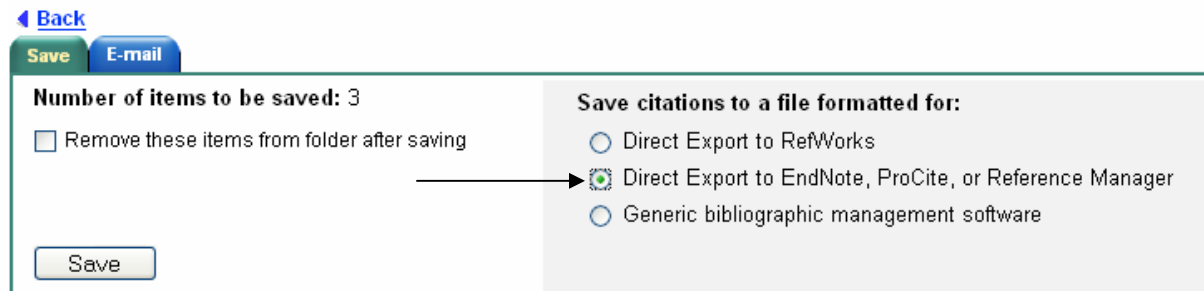 Back
Save E-mail
Number of items to be saved: 3
Remove these items from folder after saving
Save
Save citations to a file formatted for:
Direct Export to RefWorks
Direct Export to EndNote, ProCite, or Reference Manager
Generic bibliographic management software